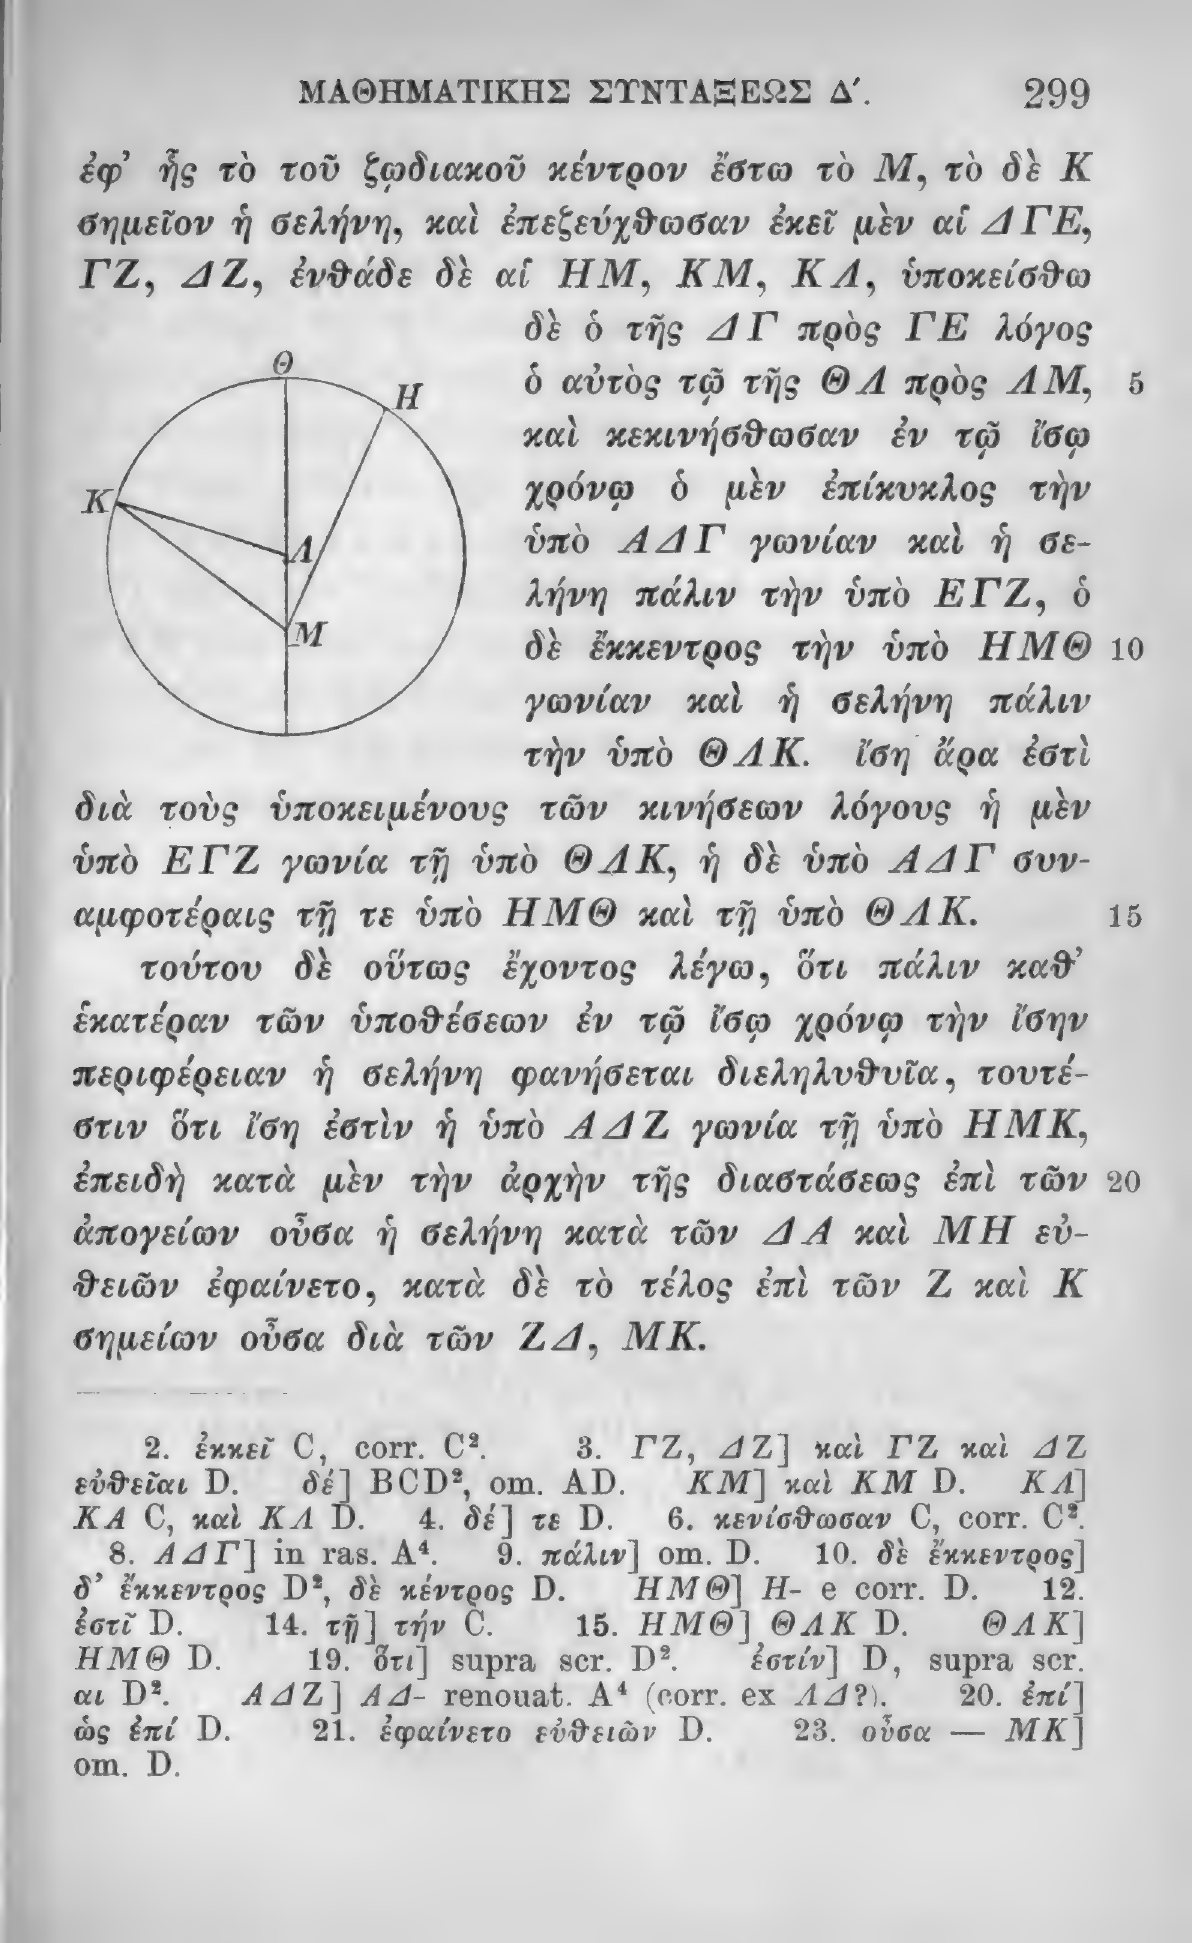 ΜΑΘΗΜΑΤΙΚΗΣ ΣΥΝΤΑΞΕΩΣ Δ΄. 299
ἐφ’ ἧς τὸ τοῦ ζῳδιακοῦ κέντρον ἔστω τὸ Μ, τὸ δὲ Κ
σημεῖον ἡ σελήνη, καὶ ἐπεζεύχθωσαν ἐκεῖ μὲν αἱ ΔΓΕ,
ΓΖ, ΔΖ, ἐνθάδε δὲ αἱ ΗΜ, ΚΜ, ΚΛ, ὑποκείσθω
δὲ ὁ τῆς ΔΓ πρὸς ΓΕ λόγος
ὁ αὐτὸς τῷ τῆς ΘΛ πρὸς ΛΜ, 5
καὶ κεκινήσθωσαν ἐν τῷ ἴσῳ
χρόνῳ ὁ μὲν ἐπίκυκλος τὴν
ὑπὸ ΑΔΓ γωνίαν καὶ ἡ σε-
λήνη πάλιν τὴν ὑπὸ ΕΓΖ, ὁ
δὲ ἔκκεντρος τὴν ὑπὸ ΗΜΘ 10
γωνίαν καὶ ἡ σελήνη πάλιν
τὴν ὑπὸ ΘΛΚ. ἴση ἄρα ἐστὶ
Θ
Η
Κ
Λ
Μ
διὰ τοὺς ὑποκειμένους τῶν κινήσεων λόγους ἡ μὲν
ὑπὸ ΕΓΖ γωνία τῇ ὑπὸ ΘΛΚ, ἡ δὲ ὑπὸ ΑΔΓ συν-
αμφοτέραις τῇ τε ὑπὸ ΗΜΘ καὶ τῇ ὑπὸ ΘΛΚ. 15
τούτου δὲ οὕτως ἔχοντος λέγω, ὅτι πάλιν καθ’
ἑκατέραν τῶν ὑποθέσεων ἐν τῷ ἴσῳ χρόνῳ τὴν ἴσην
περιφέρειαν ἡ σελήνη φανήσεται διεληλυθυῖα, τουτέ-
στιν ὅτι ἴση ἐστὶν ἡ ὑπὸ ΑΔΖ γωνία τῇ ὑπὸ ΗΜΚ,
ἐπειδὴ κατὰ μὲν τὴν ἀρχὴν τῆς διαστάσεως ἐπὶ τῶν 20
ἀπογείων οὖσα ἡ σελήνη κατὰ τῶν ΔΑ καὶ ΜΗ εὐ-
θειῶν ἐφαίνετο, κατὰ δὲ τὸ τέλος ἐπὶ τῶν Ζ καὶ Κ
σημείων οὖσα διὰ τῶν ΖΔ, ΜΚ.
2. ἐκκεῖ C, corr. C². 3. ΓΖ, ΔΖ] καὶ ΓΖ καὶ ΔΖ
εὐθεῖαι D. δέ] BCD², om. AD. ΚΜ] καὶ ΚΜ D. ΚΛ]
ΚΑ C, καὶ ΚΛ D. 4. δέ] τε D. 6. κενίσθωσαν C, corr. C².
8. ΑΔΓ] in ras. A⁴. 9. πάλιν] om. D. 10. δὲ ἔκκεντρος]
δ’ ἔκκεντρος D², δὲ κέντρος D. ΗΜΘ] Η- e corr. D. 12.
ἐστῖ D. 14. τῇ] τήν C. 15. ΗΜΘ] ΘΛΚ D. ΘΛΚ]
ΗΜΘ D. 19. ὅτι] supra scr. D². ἐστίν] D, supra scr.
αι D². ΑΔΖ] ΑΔ- renouat. A⁴ (corr. ex ΛΔ?). 20. ἐπί]
ὡς ἐπί D. 21. ἐφαίνετο εὐθειῶν D. 23. οὖσα — ΜΚ]
om. D.